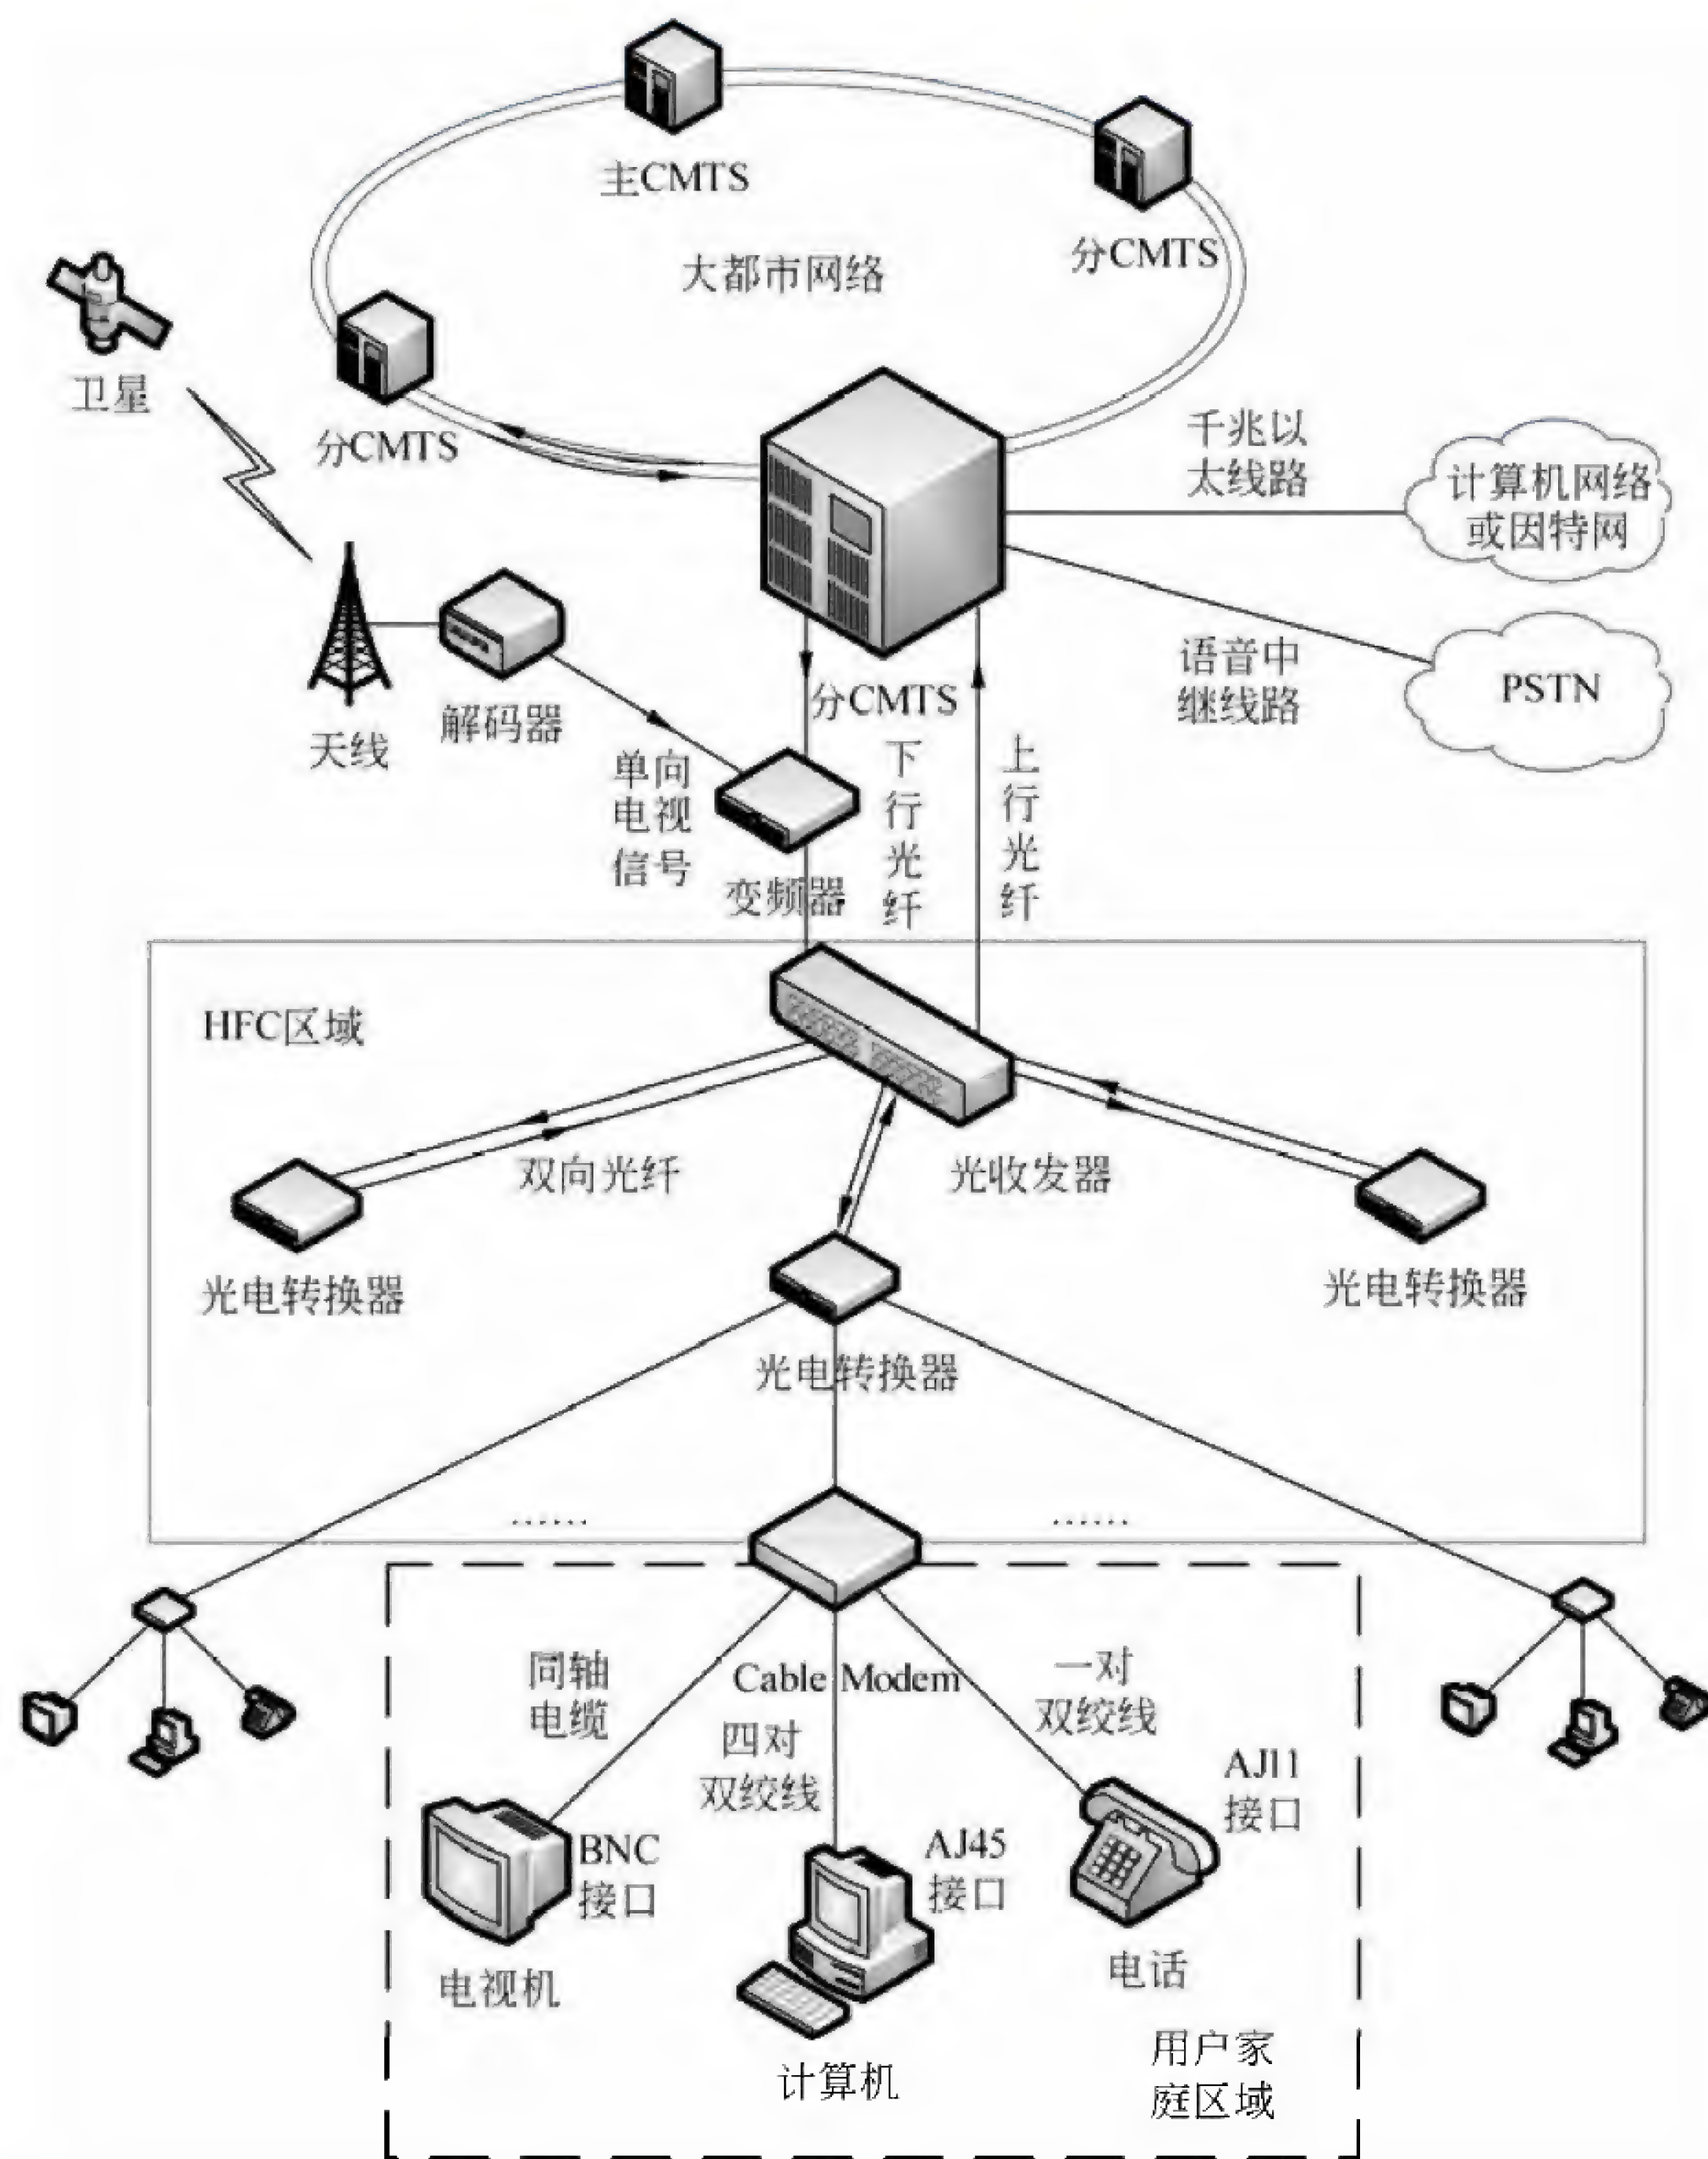 主CMTS
分CMTS
大都市网络
卫星
分CMTS
千兆以
太线路
计算机网络
或因特网
语音中
继线路
PSTN
分CMTS
天线
解码器
单向
电视
信号
变频器
下行光纤
上行光纤
HFC区域
双向光纤
光收发器
光电转换器
光电转换器
光电转换器
……
……
同轴
电缆
Cable Modem
一对
双绞线
四对
双绞线
AJ11
接口
BNC
接口
AJ45
接口
电视机
电话
计算机
用户家
庭区域